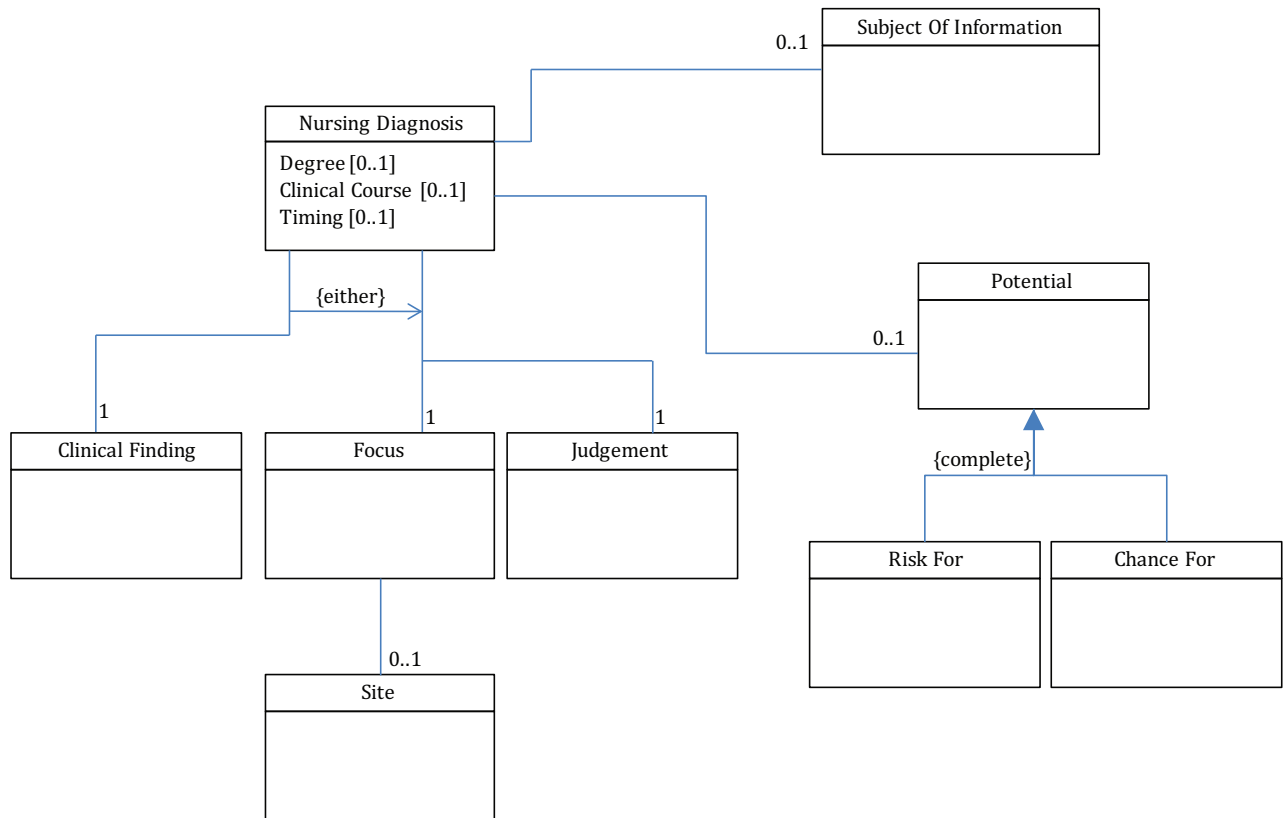 Subject Of Information
0..1
Nursing Diagnosis
Degree [0..1]
Clinical Course [0..1]
Timing [0..1]
Potential
{either}
0..1
1
1
1
Clinical Finding
Focus
Judgement
{complete}
Risk For
Chance For
0..1
Site